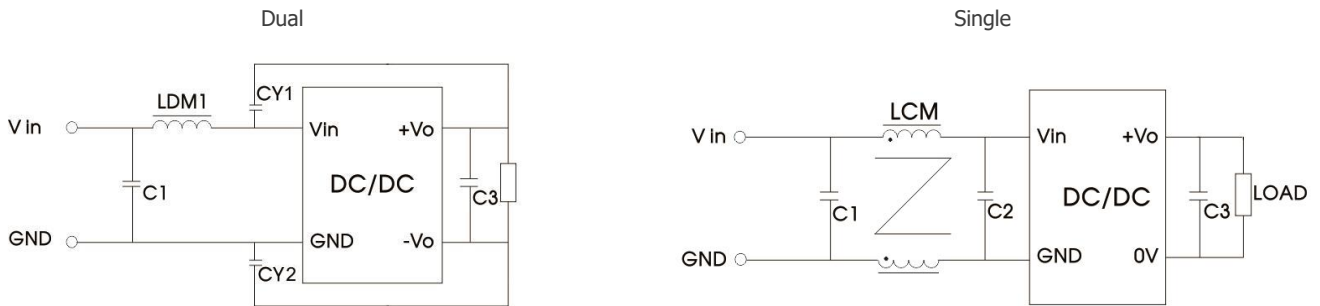 Dual
LDM1
CY1
V in
Vin
+Vo
C1
DC/DC
C3
GND
GND
-Vo
CY2
Single
LCM
V in
Vin
+Vo
C1
C2
DC/DC
C3
LOAD
GND
GND
0V